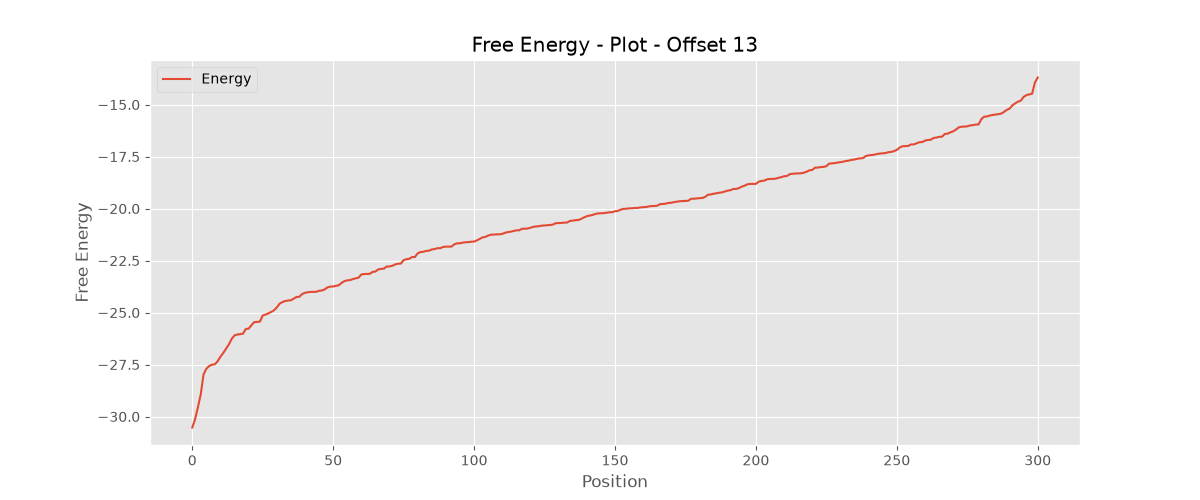 Free Energy - Plot - Offset 13
Energy
−15.0
−17.5
−20.0
−22.5
−25.0
−27.5
−30.0
Free Energy
0 50 100 150 200 250 300
Position